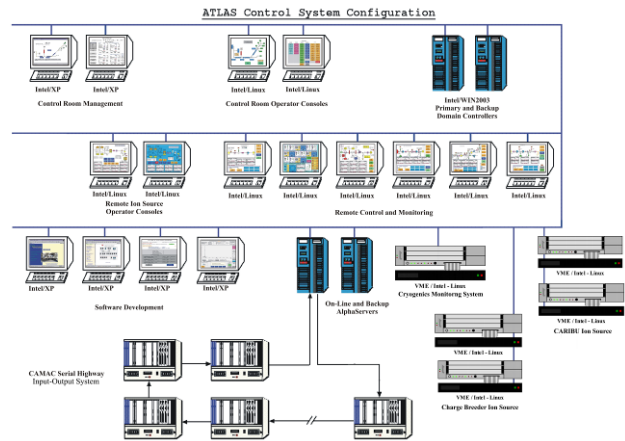 ATLAS Control System Configuration
Intel/XP Intel/XP Intel/Linux Intel/Linux
Control Room Management Control Room Operator Consoles
Intel/WIN2003
Primary and Backup
Domain Controllers
Intel/Linux Intel/Linux Intel/Linux Intel/Linux Intel/Linux Intel/Linux Intel/Linux Intel/Linux
Remote Ion Source
Operator Consoles
Remote Control and Monitoring
Intel/XP Intel/XP Intel/XP Intel/XP
Software Development
On-Line and Backup
AlphaServers
VME / Intel - Linux
Cryogenics Monitorng System
VME / Intel - Linux
VME / Intel - Linux
CARIBU Ion Source
VME / Intel - Linux
VME / Intel - Linux
Charge Breeder Ion Source
CAMAC Serial Highway
Input-Output System